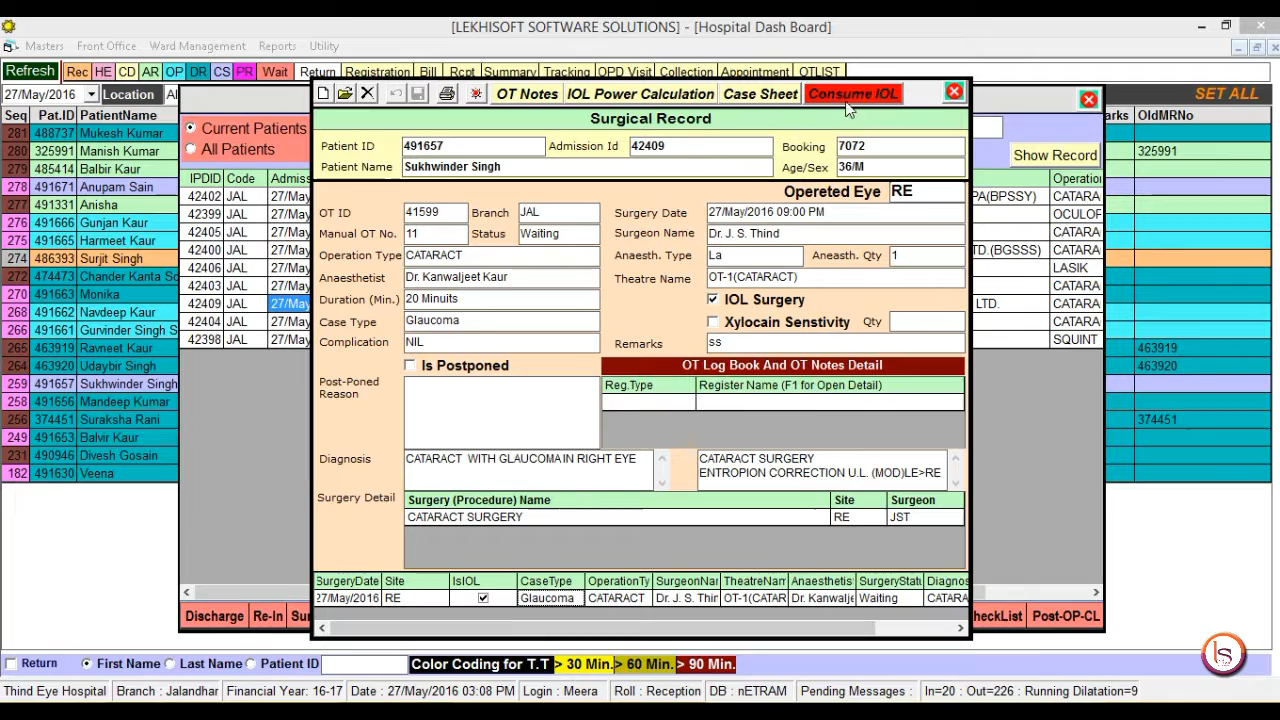 [LEKHISOFT SOFTWARE SOLUTIONS] - [Hospital Dash Board]
Masters Front Office Ward Management Reports Utility
Refresh Rec HE CD AR OP DR CS PR Wait Return Registration Bill Rcpt Summary Tracking OPD Visit Collection Appointment OTLIST
27/May/2016 Location SET ALL
OT Notes IOL Power Calculation Case Sheet Consume IOL
Surgical Record
Patient ID 491657 Admission Id 42409 Booking 7072
Patient Name Sukhwinder Singh Age/Sex 36/M
Opereted Eye RE
OT ID 41599 Branch JAL Surgery Date 27/May/2016 09:00 PM
Manual OT No. 11 Status Waiting Surgeon Name Dr. J. S. Thind
Operation Type CATARACT Anaesth. Type La Aneasth. Qty 1
Anaesthetist Dr. Kanwaljeet Kaur Theatre Name OT-1(CATARACT)
Duration (Min.) 20 Minuits IOL Surgery
Case Type Glaucoma Xylocain Senstivity Qty
Complication NIL Remarks ss
Is Postponed OT Log Book And OT Notes Detail
Post-Poned Reason Reg.Type Register Name (F1 for Open Detail)
Diagnosis CATARACT WITH GLAUCOMA IN RIGHT EYE CATARACT SURGERY
ENTROPION CORRECTION U.L. (MOD)LE>RE
Surgery Detail Surgery (Procedure) Name Site Surgeon
CATARACT SURGERY RE JST
SurgeryDate Site IsIOL CaseType OperationTy SurgeonNar TheatreNam Anaesthetis SurgeryStatu Diagnos
27/May/2016 RE Glaucoma CATARACT Dr. J. S. Thin OT-1(CATAR Dr. Kanwalje Waiting CATARA
Seq Pat.ID PatientName
281 488737 Mukesh Kumar
280 325991 Manish Kumar
279 485414 Balbir Kaur
278 491671 Anupam Sain
277 491331 Anisha
276 491666 Gunjan Kaur
275 491665 Harmeet Kaur
274 486393 Surjit Singh
272 474473 Chander Kanta So
270 491663 Monika
268 491662 Navdeep Kaur
266 491661 Gurvinder Singh S
265 463919 Ravneet Kaur
264 463920 Udaybir Singh
259 491657 Sukhwinder Singh
258 491656 Mandeep Kumar
256 374451 Suraksha Rani
249 491653 Balvir Kaur
231 490946 Divesh Gosain
182 491630 Veena
Current Patients
All Patients
IPDID Code Admis
42402 JAL 27/May
42399 JAL 27/May
42405 JAL 27/May
42400 JAL 27/May
42406 JAL 27/May
42401 JAL 27/May
42409 JAL 27/May
42404 JAL 27/May
42398 JAL 27/May
Show Record
Operation
PA(BPSSY) CATARA
OCULOF
CATARA
TD.(BGSSS) CATARA
LASIK
CATARA
LTD. CATARA
CATARA
SQUINT
arks OldMRNo
325991
463919
463920
374451
Discharge Re-In Su heckList Post-OP-CL
Return First Name Last Name Patient ID Color Coding for T.T > 30 Min. > 60 Min. > 90 Min.
ls
Thind Eye Hospital Branch : Jalandhar Financial Year: 16-17 Date : 27/May/2016 03:08 PM Login : Meera Roll : Reception DB : nETRAM Pending Messages : In=20 : Out=226 : Running Dilatation=9